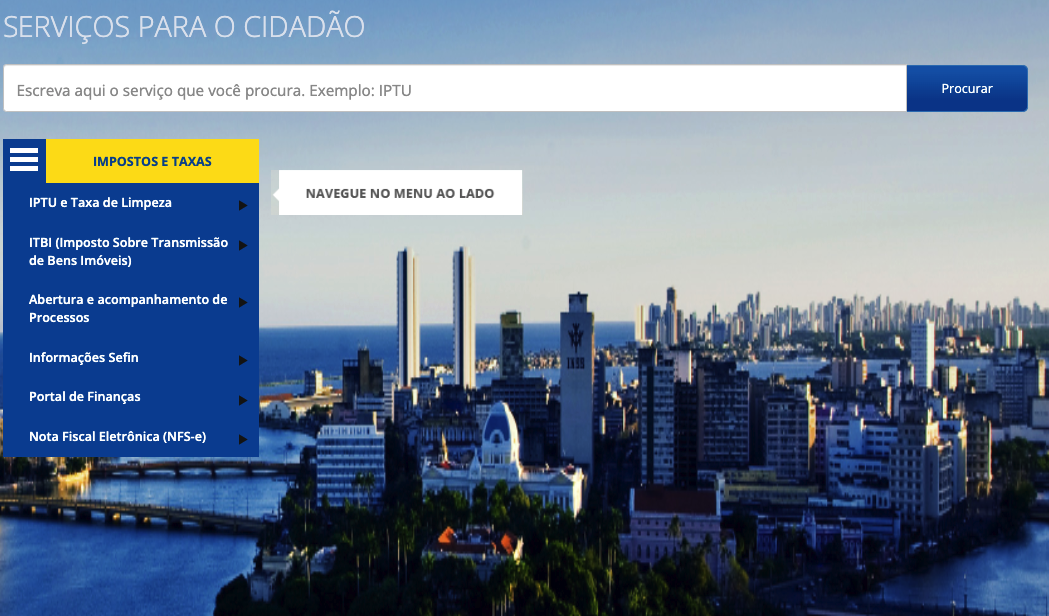 SERVIÇOS PARA O CIDADÃO
Escreva aqui o serviço que você procura. Exemplo: IPTU
Procurar
IMPOSTOS E TAXAS
IPTU e Taxa de Limpeza
NAVEGUE NO MENU AO LADO
ITBI (Imposto Sobre Transmissão
de Bens Imóveis)
Abertura e acompanhamento de
Processos
Informações Sefin
Portal de Finanças
Nota Fiscal Eletrônica (NFS-e)